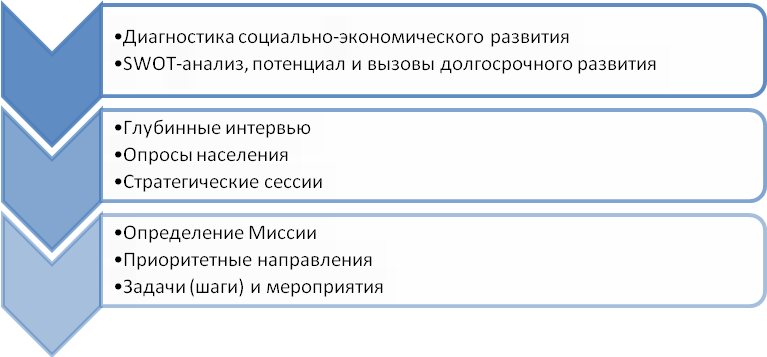 •Диагностика социально-экономического развития
•SWOT-анализ, потенциал и вызовы долгосрочного развития
•Глубинные интервью
•Опросы населения
•Стратегические сессии
•Определение Миссии
•Приоритетные направления
•Задачи (шаги) и мероприятия